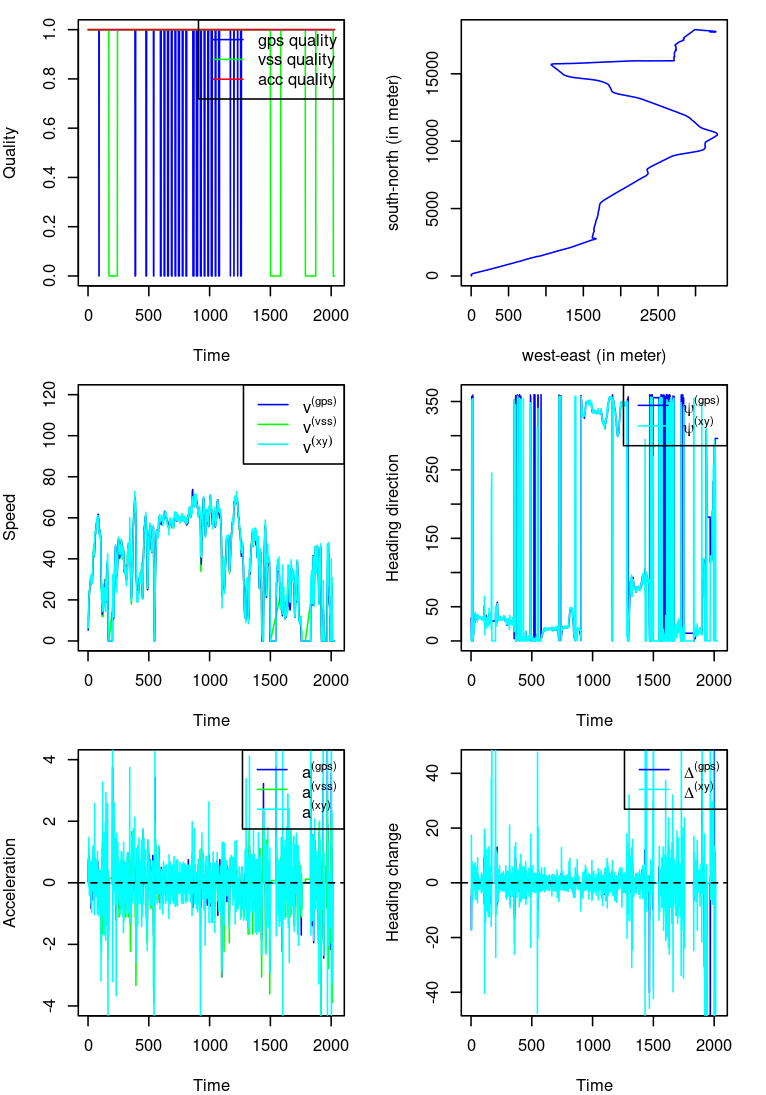 Quality
0.0 0.2 0.4 0.6 0.8 1.0
gps quality
vss quality
acc quality
0 500 1000 1500 2000
Time
south-north (in meter)
0 5000 10000 15000
0 500 1500 2500
west-east (in meter)
Speed
0 20 40 60 80 100 120
v(gps)
v(vss)
v(xy)
0 500 1000 1500 2000
Time
Heading direction
0 50 150 250 350
ψ(gps)
ψ(xy)
0 500 1000 1500 2000
Time
Acceleration
-4 -2 0 2 4
a(gps)
a(vss)
a(xy)
0 500 1000 1500 2000
Time
Heading change
-40 -20 0 20 40
Δ(gps)
Δ(xy)
0 500 1000 1500 2000
Time